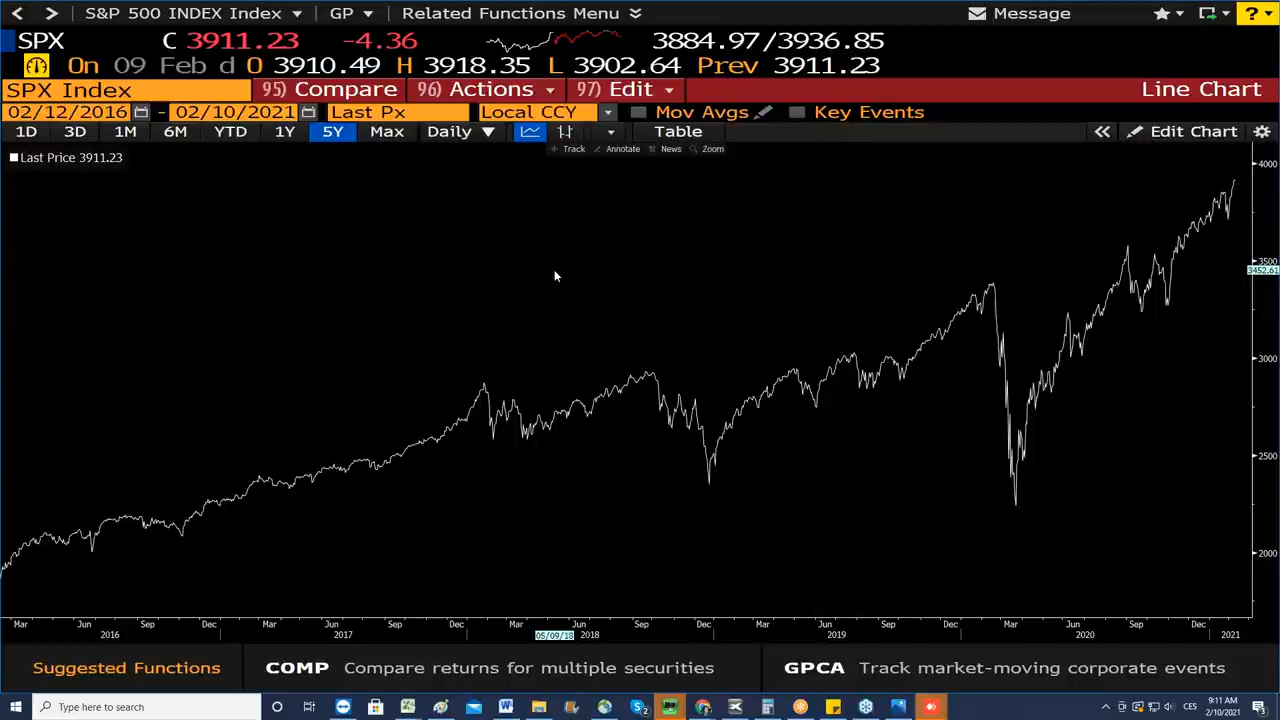 S&P 500 INDEX Index GP Related Functions Menu Message ?
SPX C 3911.23 -4.36 3884.97/3936.85
On 09 Feb d O 3910.49 H 3918.35 L 3902.64 Prev 3911.23
SPX Index 95) Compare 96) Actions 97) Edit Line Chart
02/12/2016 - 02/10/2021 Last Px Local CCY Mov Avgs Key Events
1D 3D 1M 6M YTD 1Y 5Y Max Daily Table Edit Chart
Track Annotate News Zoom
Last Price 3911.23
4000
3500
3452.61
3000
2500
2000
Mar Jun Sep Dec Mar Jun Sep Dec Mar Jun Sep Dec Mar Jun Sep Dec Mar Jun Sep Dec
2016 2017 05/09/18 2018 2019 2020 2021
Suggested Functions COMP Compare returns for multiple securities GPCA Track market-moving corporate events
Type here to search CES 9:11 AM
2/10/2021